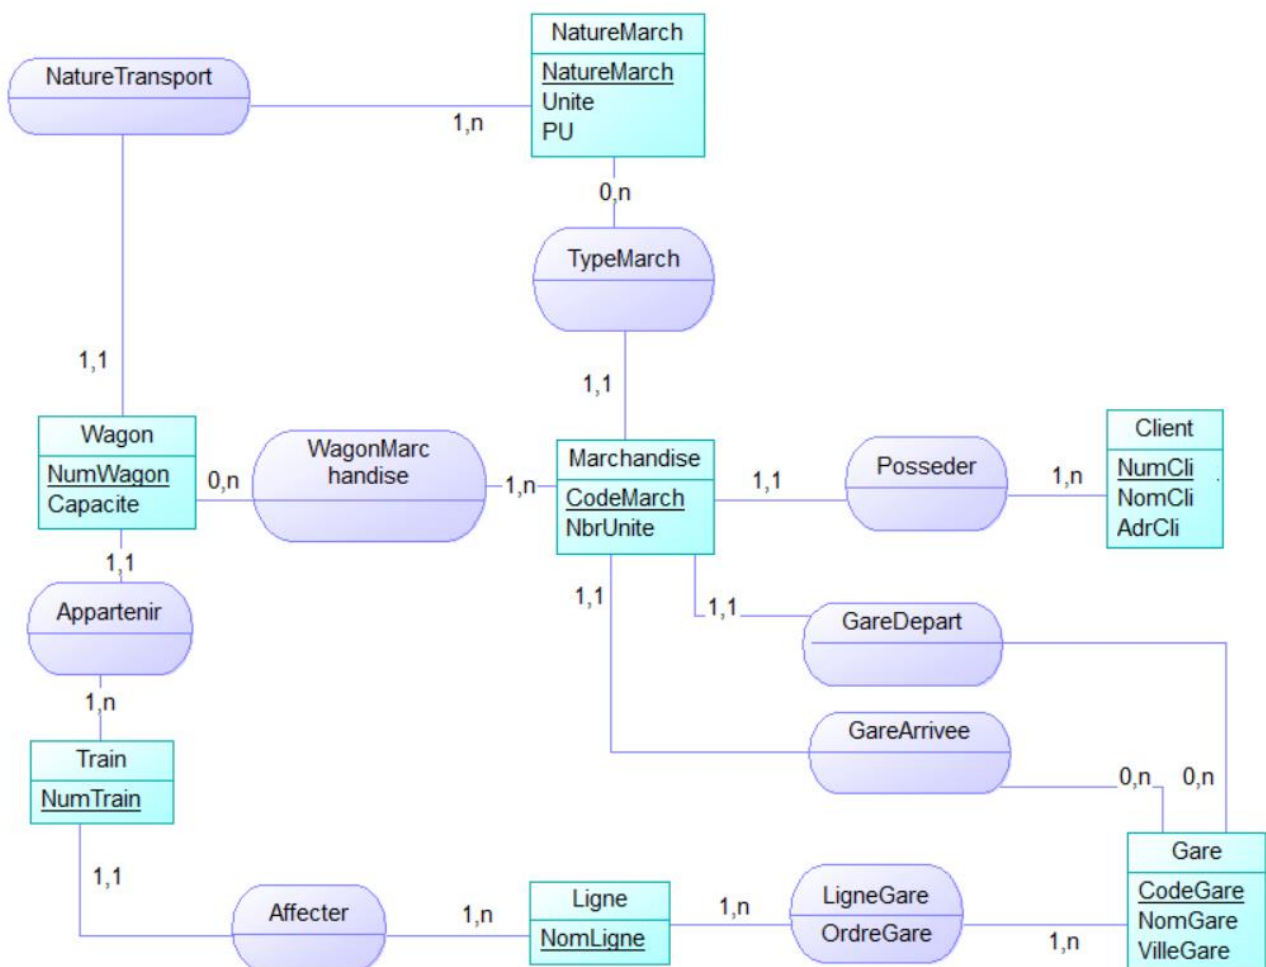 NatureMarch
NatureMarch
Unite
PU
NatureTransport
1,n
0,n
TypeMarch
1,1
1,1
Wagon
NumWagon
Capacite
0,n
WagonMarc
handise
1,n
Marchandise
CodeMarch
NbrUnite
1,1
Posseder
1,n
Client
NumCli
NomCli
AdrCli
1,1
Appartenir
1,n
1,1
1,1
GareDepart
GareArrivee
0,n
0,n
Train
NumTrain
1,1
Affecter
1,n
Ligne
NomLigne
1,n
LigneGare
OrdreGare
1,n
Gare
CodeGare
NomGare
VilleGare